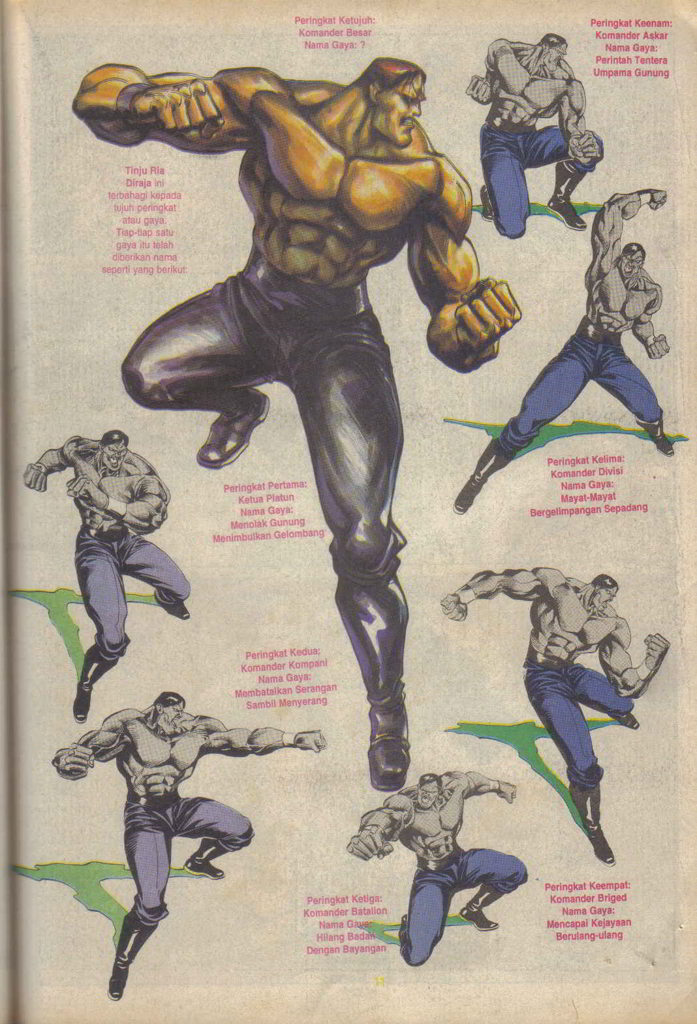 Peringkat Ketujuh:
Komander Besar
Nama Gaya: ?
Peringkat Keenam:
Komander Askar
Nama Gaya:
Perintah Tentera
Umpama Gunung
Tinju Ria
Diraja ini
terbahagi kepada
tujuh peringkat
atau gaya.
Tiap-tiap satu
gaya itu telah
diberikan nama
seperti yang berikut:
Peringkat Kelima:
Komander Divisi
Nama Gaya:
Mayat-Mayat
Bergelimpangan Sepadang
Peringkat Pertama:
Ketua Platun
Nama Gaya:
Menolak Gunung
Menimbulkan Gelombang
Peringkat Kedua:
Komander Kompani
Nama Gaya:
Membatalkan Serangan
Sambil Menyerang
Peringkat Ketiga:
Komander Batalion
Nama Gaya:
Hilang Badan
Dengan Bayangan
Peringkat Keempat:
Komander Briged
Nama Gaya:
Mencapai Kejayaan
Berulang-ulang